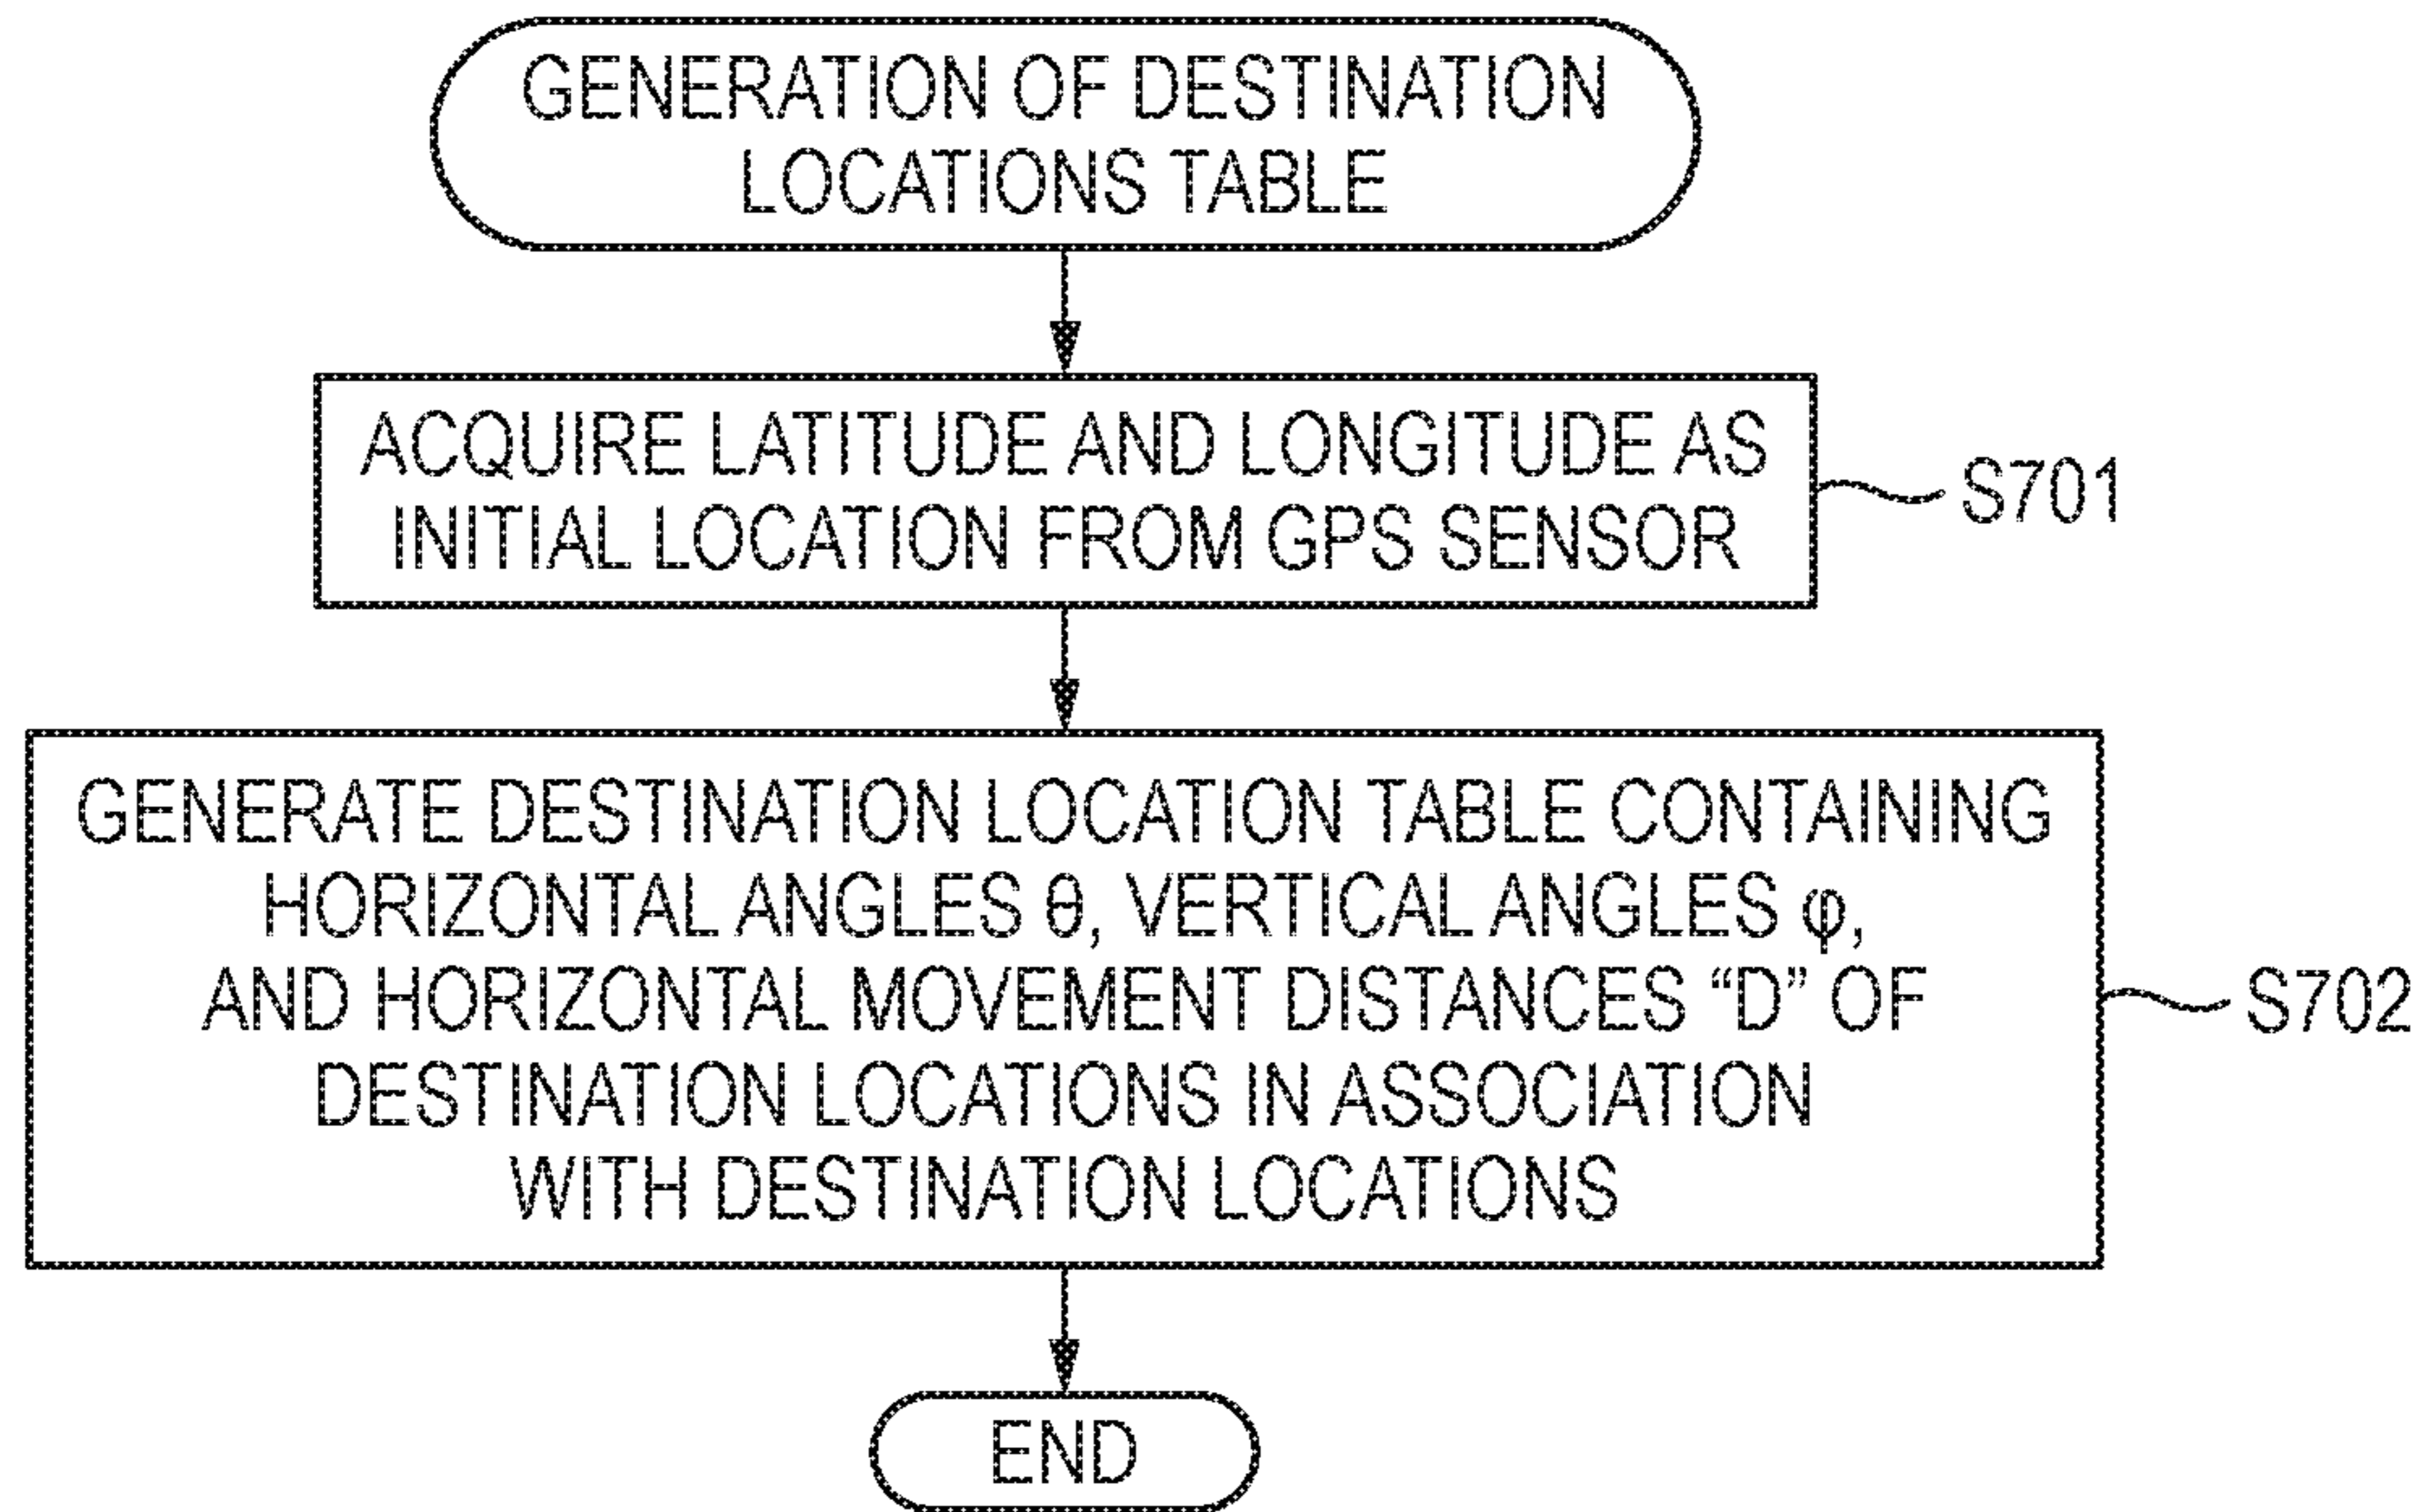 GENERATION OF DESTINATION
LOCATIONS TABLE
ACQUIRE LATITUDE AND LONGITUDE AS
INITIAL LOCATION FROM GPS SENSOR
S701
GENERATE DESTINATION LOCATION TABLE CONTAINING
HORIZONTAL ANGLES θ, VERTICAL ANGLES φ,
AND HORIZONTAL MOVEMENT DISTANCES “D” OF
DESTINATION LOCATIONS IN ASSOCIATION
WITH DESTINATION LOCATIONS
S702
END